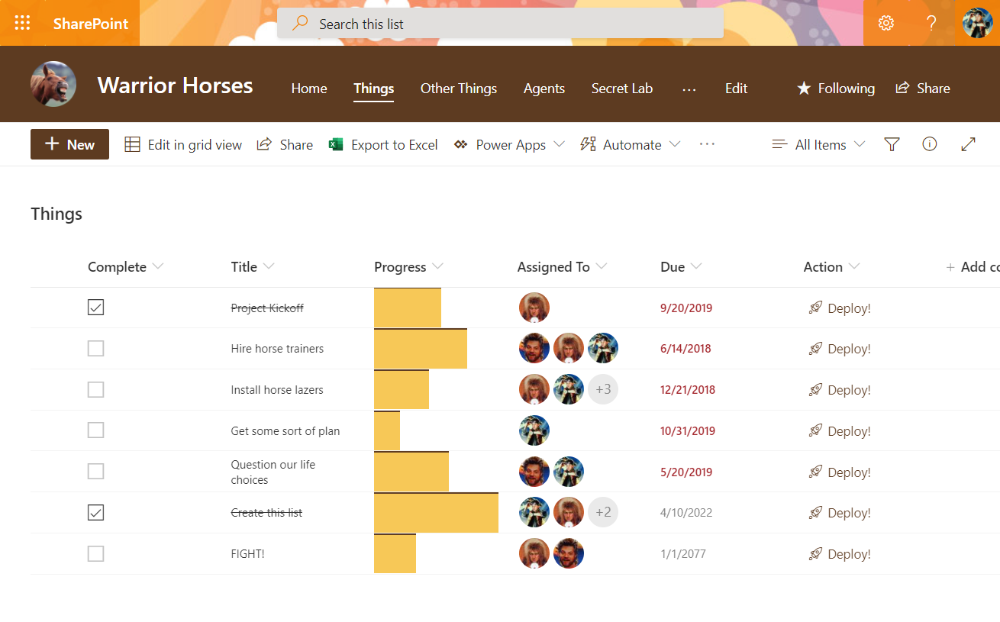 SharePoint
Search this list
?
Warrior Horses
Home
Things
Other Things
Agents
Secret Lab
...
Edit
Following
Share
+ New
Edit in grid view
Share
Export to Excel
Power Apps
Automate
...
All Items
Things
Complete
Title
Progress
Assigned To
Due
Action
+ Add co
Project Kickoff
9/20/2019
Deploy!
Hire horse trainers
6/14/2018
Deploy!
Install horse lazers
+3
12/21/2018
Deploy!
Get some sort of plan
10/31/2019
Deploy!
Question our life
choices
5/20/2019
Deploy!
Create this list
+2
4/10/2022
Deploy!
FIGHT!
1/1/2077
Deploy!